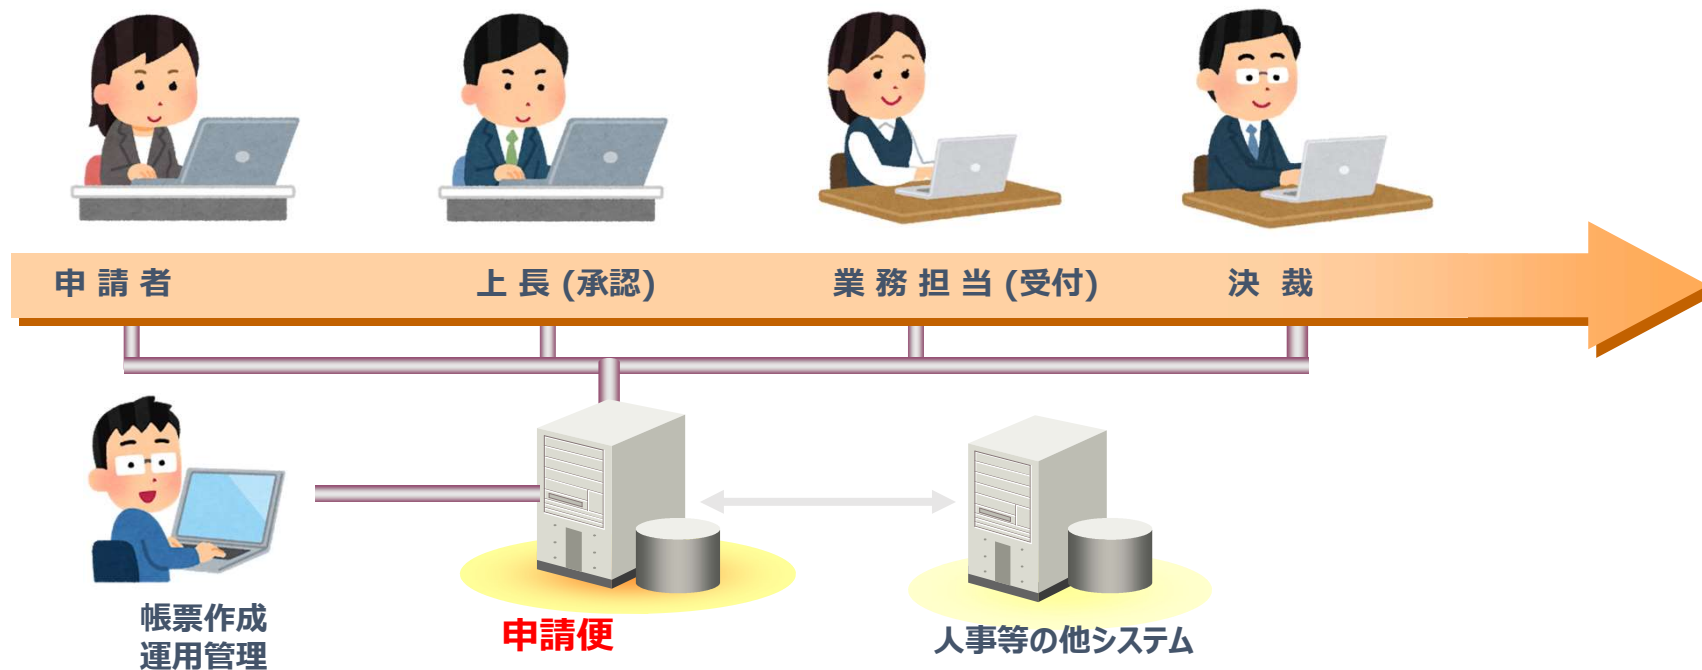 申 請 者
上 長 (承認)
業 務 担 当 (受付)
決 裁
帳票作成
運用管理
申請便
人事等の他システム